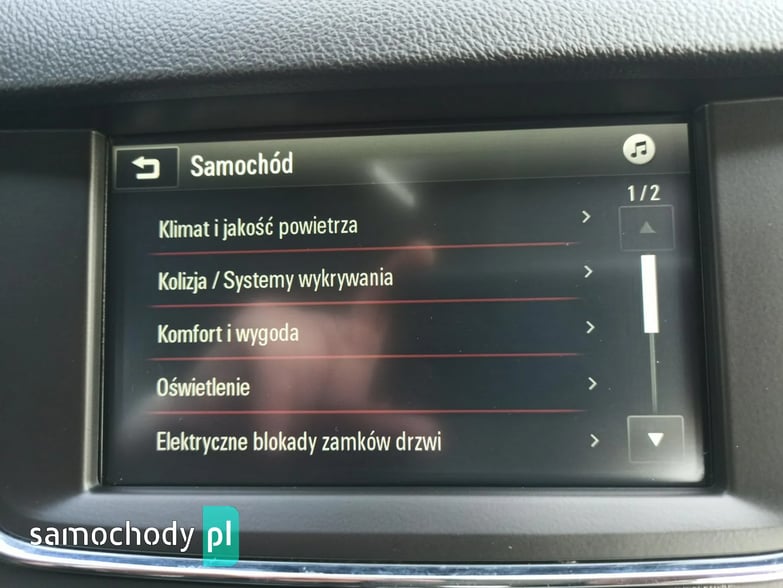 Samochód
1/2
Klimat i jakość powietrza
Kolizja / Systemy wykrywania
Komfort i wygoda
Oświetlenie
Elektryczne blokady zamków drzwi
samochody pl